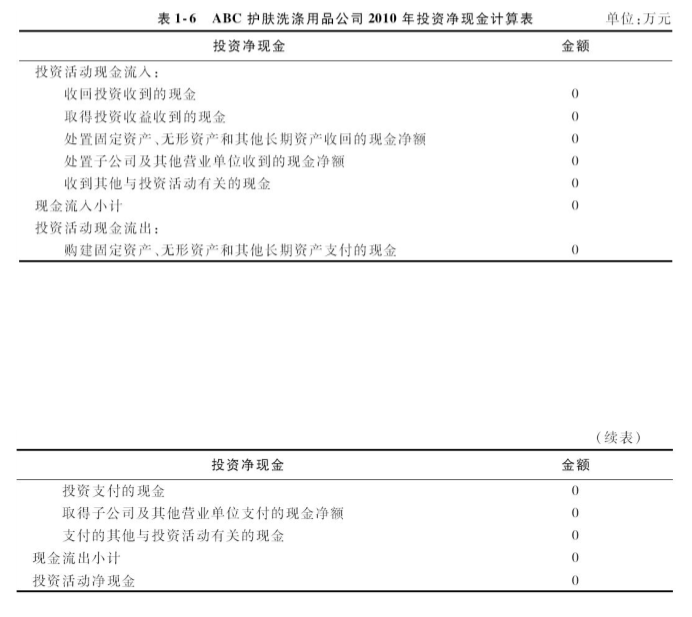 表 1-6 ABC 护肤洗涤用品公司 2010 年投资净现金计算表 单位:万元
投资净现金 金额
投资活动现金流入:
收回投资收到的现金 0
取得投资收益收到的现金 0
处置固定资产、无形资产和其他长期资产收回的现金净额 0
处置子公司及其他营业单位收到的现金净额 0
收到其他与投资活动有关的现金 0
现金流入小计 0
投资活动现金流出:
购建固定资产、无形资产和其他长期资产支付的现金 0
(续表)
投资净现金 金额
投资支付的现金 0
取得子公司及其他营业单位支付的现金净额 0
支付的其他与投资活动有关的现金 0
现金流出小计 0
投资活动净现金 0